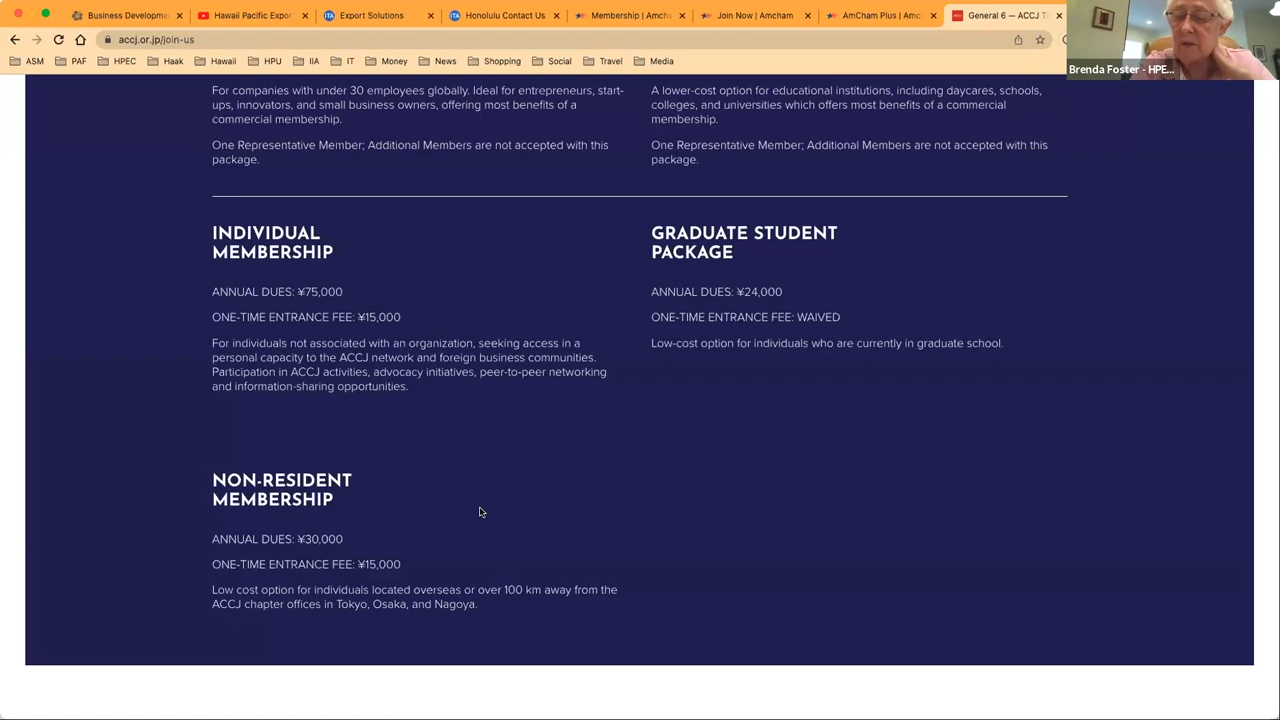 Business Developme
Hawaii Pacific Expor
Export Solutions
Honolulu Contact Us
Membership | Amcha
Join Now | Amcham
AmCham Plus | Amc
General 6 — ACCJ T
accj.or.jp/join-us
ASM
PAF
HPEC
Haak
Hawaii
HPU
IIA
IT
Money
News
Shopping
Social
Travel
Media
Brenda Foster - HPE...
For companies with under 30 employees globally. Ideal for entrepreneurs, start-
ups, innovators, and small business owners, offering most benefits of a
commercial membership.
One Representative Member; Additional Members are not accepted with this
package.
A lower-cost option for educational institutions, including daycares, schools,
colleges, and universities which offers most benefits of a commercial
membership.
One Representative Member; Additional Members are not accepted with this
package.
INDIVIDUAL
MEMBERSHIP
ANNUAL DUES: ¥75,000
ONE-TIME ENTRANCE FEE: ¥15,000
For individuals not associated with an organization, seeking access in a
personal capacity to the ACCJ network and foreign business communities.
Participation in ACCJ activities, advocacy initiatives, peer-to-peer networking
and information-sharing opportunities.
GRADUATE STUDENT
PACKAGE
ANNUAL DUES: ¥24,000
ONE-TIME ENTRANCE FEE: WAIVED
Low-cost option for individuals who are currently in graduate school.
NON-RESIDENT
MEMBERSHIP
ANNUAL DUES: ¥30,000
ONE-TIME ENTRANCE FEE: ¥15,000
Low cost option for individuals located overseas or over 100 km away from the
ACCJ chapter offices in Tokyo, Osaka, and Nagoya.